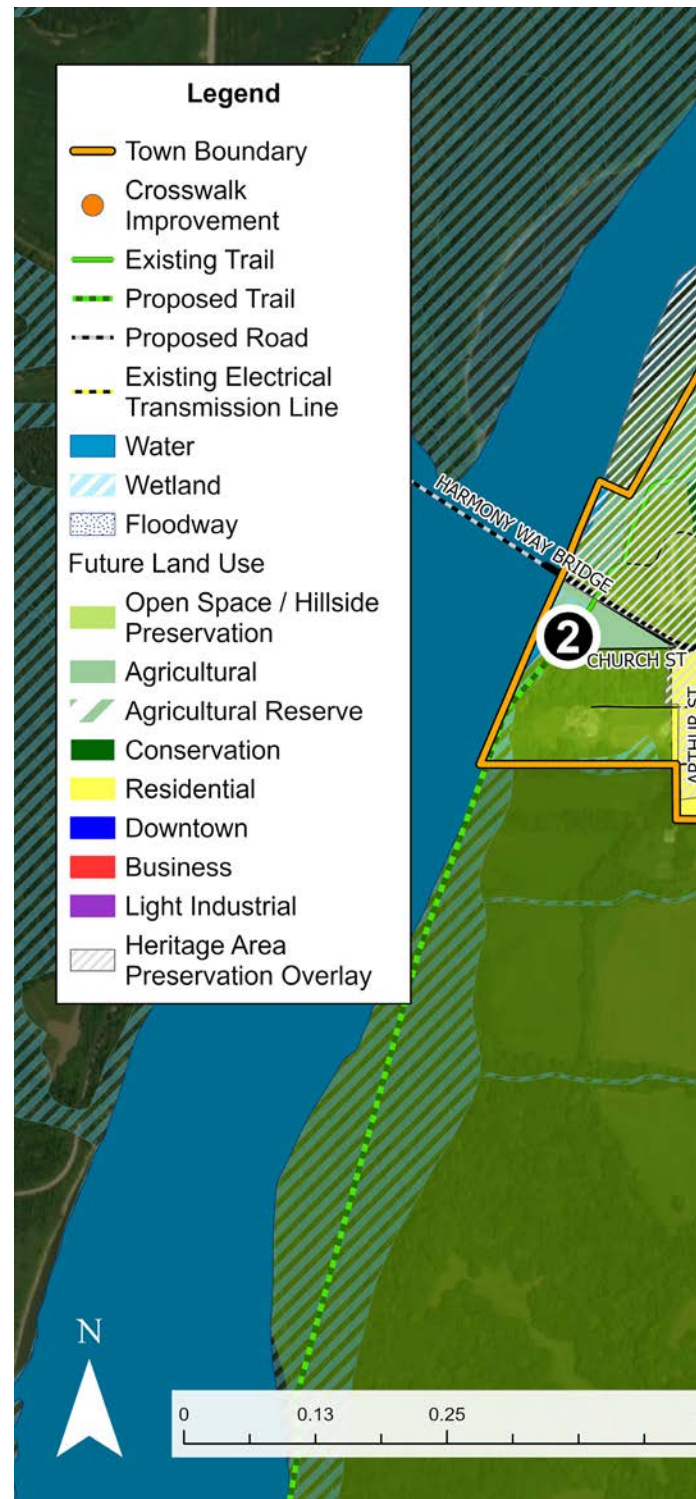 Legend
Town Boundary
Crosswalk
Improvement
Existing Trail
Proposed Trail
Proposed Road
Existing Electrical
Transmission Line
Water
Wetland
Floodway
Future Land Use
Open Space / Hillside
Preservation
Agricultural
Agricultural Reserve
Conservation
Residential
Downtown
Business
Light Industrial
Heritage Area
Preservation Overlay
HARMONY WAY BRIDGE
2
CHURCH ST
ARTHUR ST
N
0 0.13 0.25